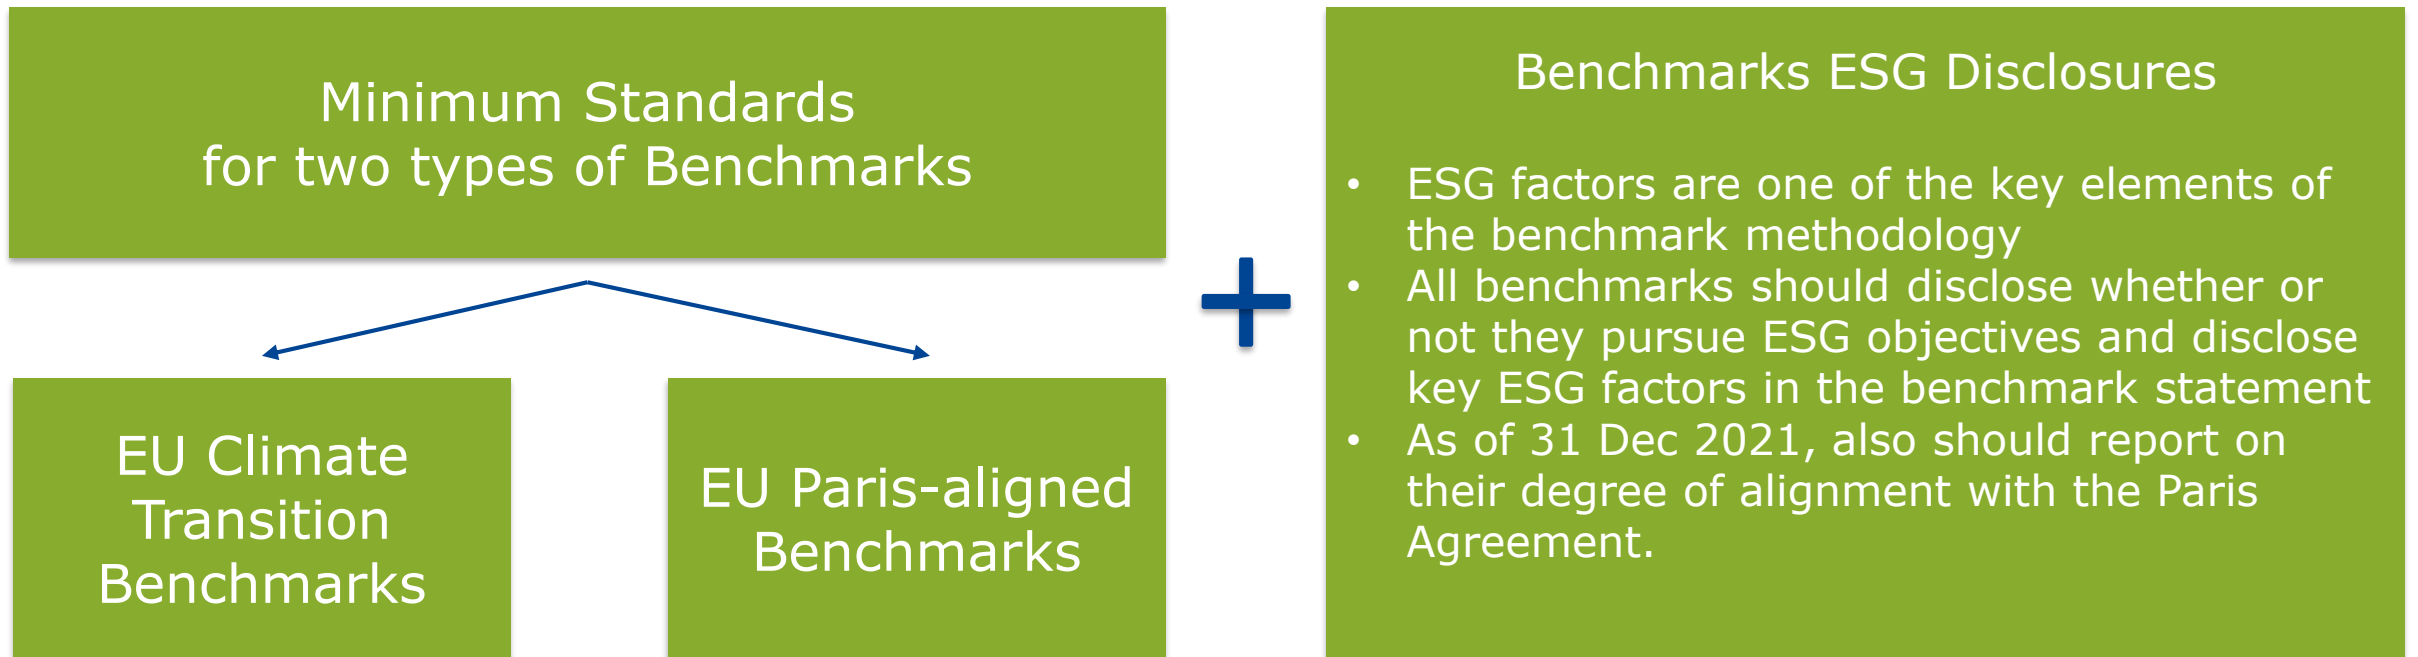 Minimum Standards
for two types of Benchmarks
EU Climate
Transition
Benchmarks
EU Paris-aligned
Benchmarks
Benchmarks ESG Disclosures
• ESG factors are one of the key elements of
the benchmark methodology
• All benchmarks should disclose whether or
not they pursue ESG objectives and disclose
key ESG factors in the benchmark statement
• As of 31 Dec 2021, also should report on
their degree of alignment with the Paris
Agreement.